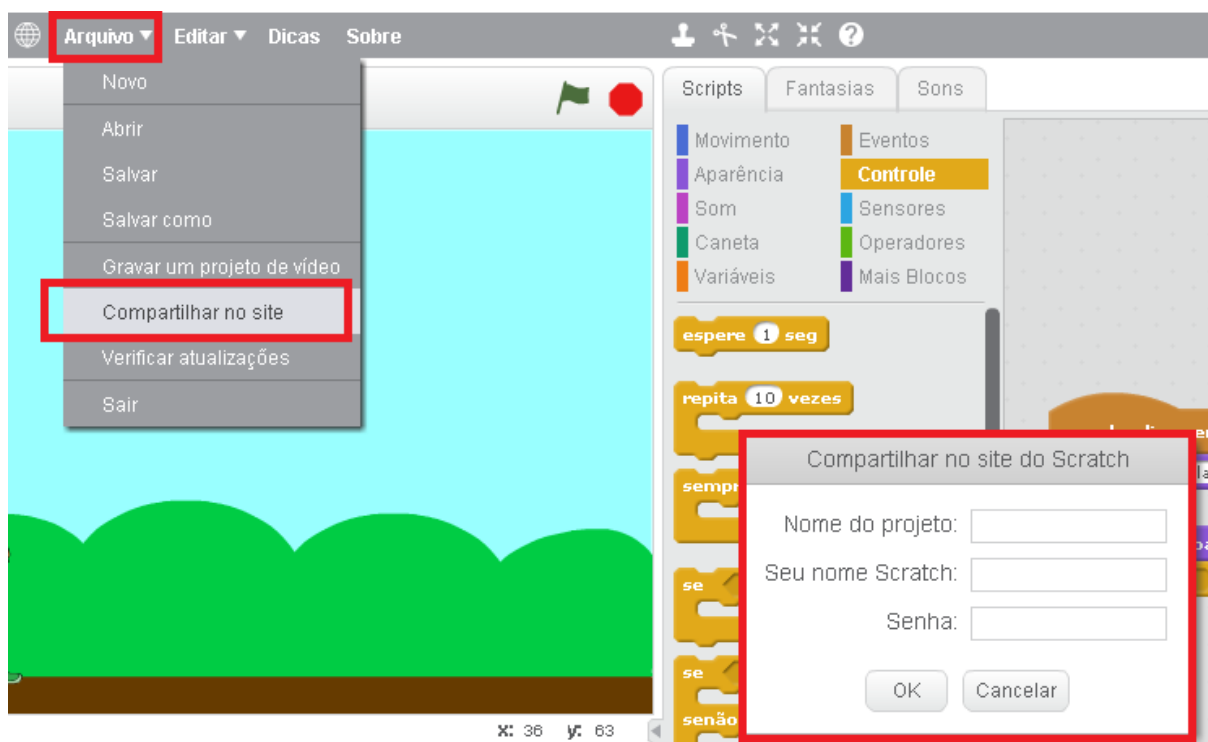 Arquivo Editar Dicas Sobre
Novo
Abrir
Salvar
Salvar como
Gravar um projeto de vídeo
Compartilhar no site
Verificar atualizações
Sair
x: 36 y: 63
Scripts Fantasias Sons
Movimento Eventos
Aparência Controle
Som Sensores
Caneta Operadores
Variáveis Mais Blocos
espere 1 seg
repita 10 vezes
se
se
senão
Compartilhar no site do Scratch
Nome do projeto:
Seu nome Scratch:
Senha:
OK Cancelar